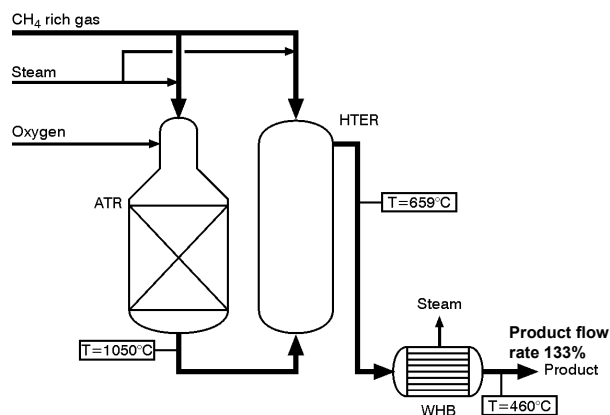 CH₄ rich gas
Steam
Oxygen
HTER
ATR
T=659°C
Steam
T=1050°C
Product flow
rate 133%
Product
WHB
T=460°C